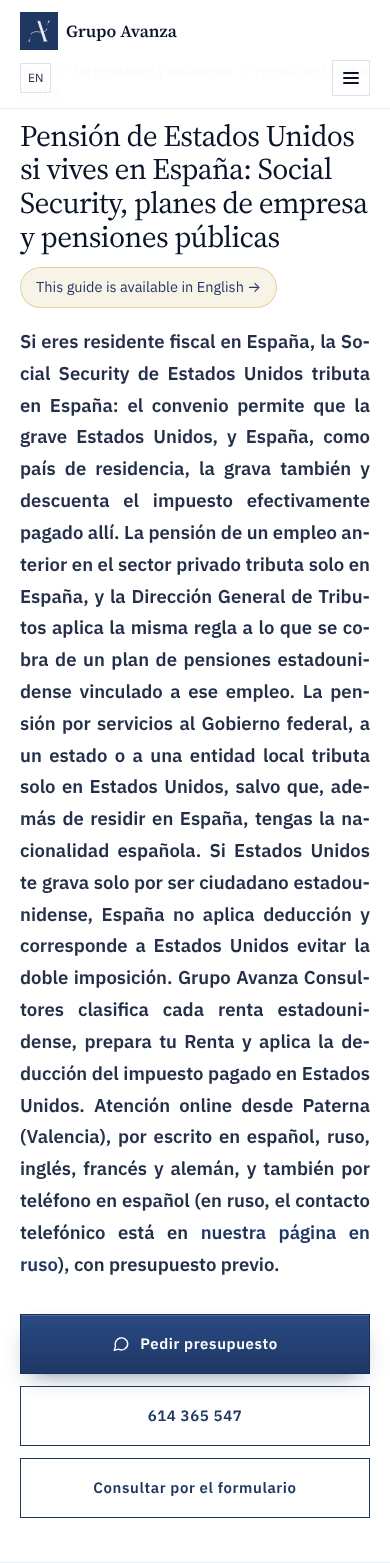 Grupo Avanza
EN
Pensión de Estados Unidos
si vives en España: Social
Security, planes de empresa
y pensiones públicas
This guide is available in English →
Si eres residente fiscal en España, la So-
cial Security de Estados Unidos tributa
en España: el convenio permite que la
grave Estados Unidos, y España, como
país de residencia, la grava también y
descuenta el impuesto efectivamente
pagado allí. La pensión de un empleo an-
terior en el sector privado tributa solo en
España, y la Dirección General de Tribu-
tos aplica la misma regla a lo que se co-
bra de un plan de pensiones estadouni-
dense vinculado a ese empleo. La pen-
sión por servicios al Gobierno federal, a
un estado o a una entidad local tributa
solo en Estados Unidos, salvo que, ade-
más de residir en España, tengas la na-
cionalidad española. Si Estados Unidos
te grava solo por ser ciudadano estadou-
nidense, España no aplica deducción y
corresponde a Estados Unidos evitar la
doble imposición. Grupo Avanza Consul-
tores clasifica cada renta estadouni-
dense, prepara tu Renta y aplica la de-
ducción del impuesto pagado en Estados
Unidos. Atención online desde Paterna
(Valencia), por escrito en español, ruso,
inglés, francés y alemán, y también por
teléfono en español (en ruso, el contacto
telefónico está en nuestra página en
ruso), con presupuesto previo.
Pedir presupuesto
614 365 547
Consultar por el formulario